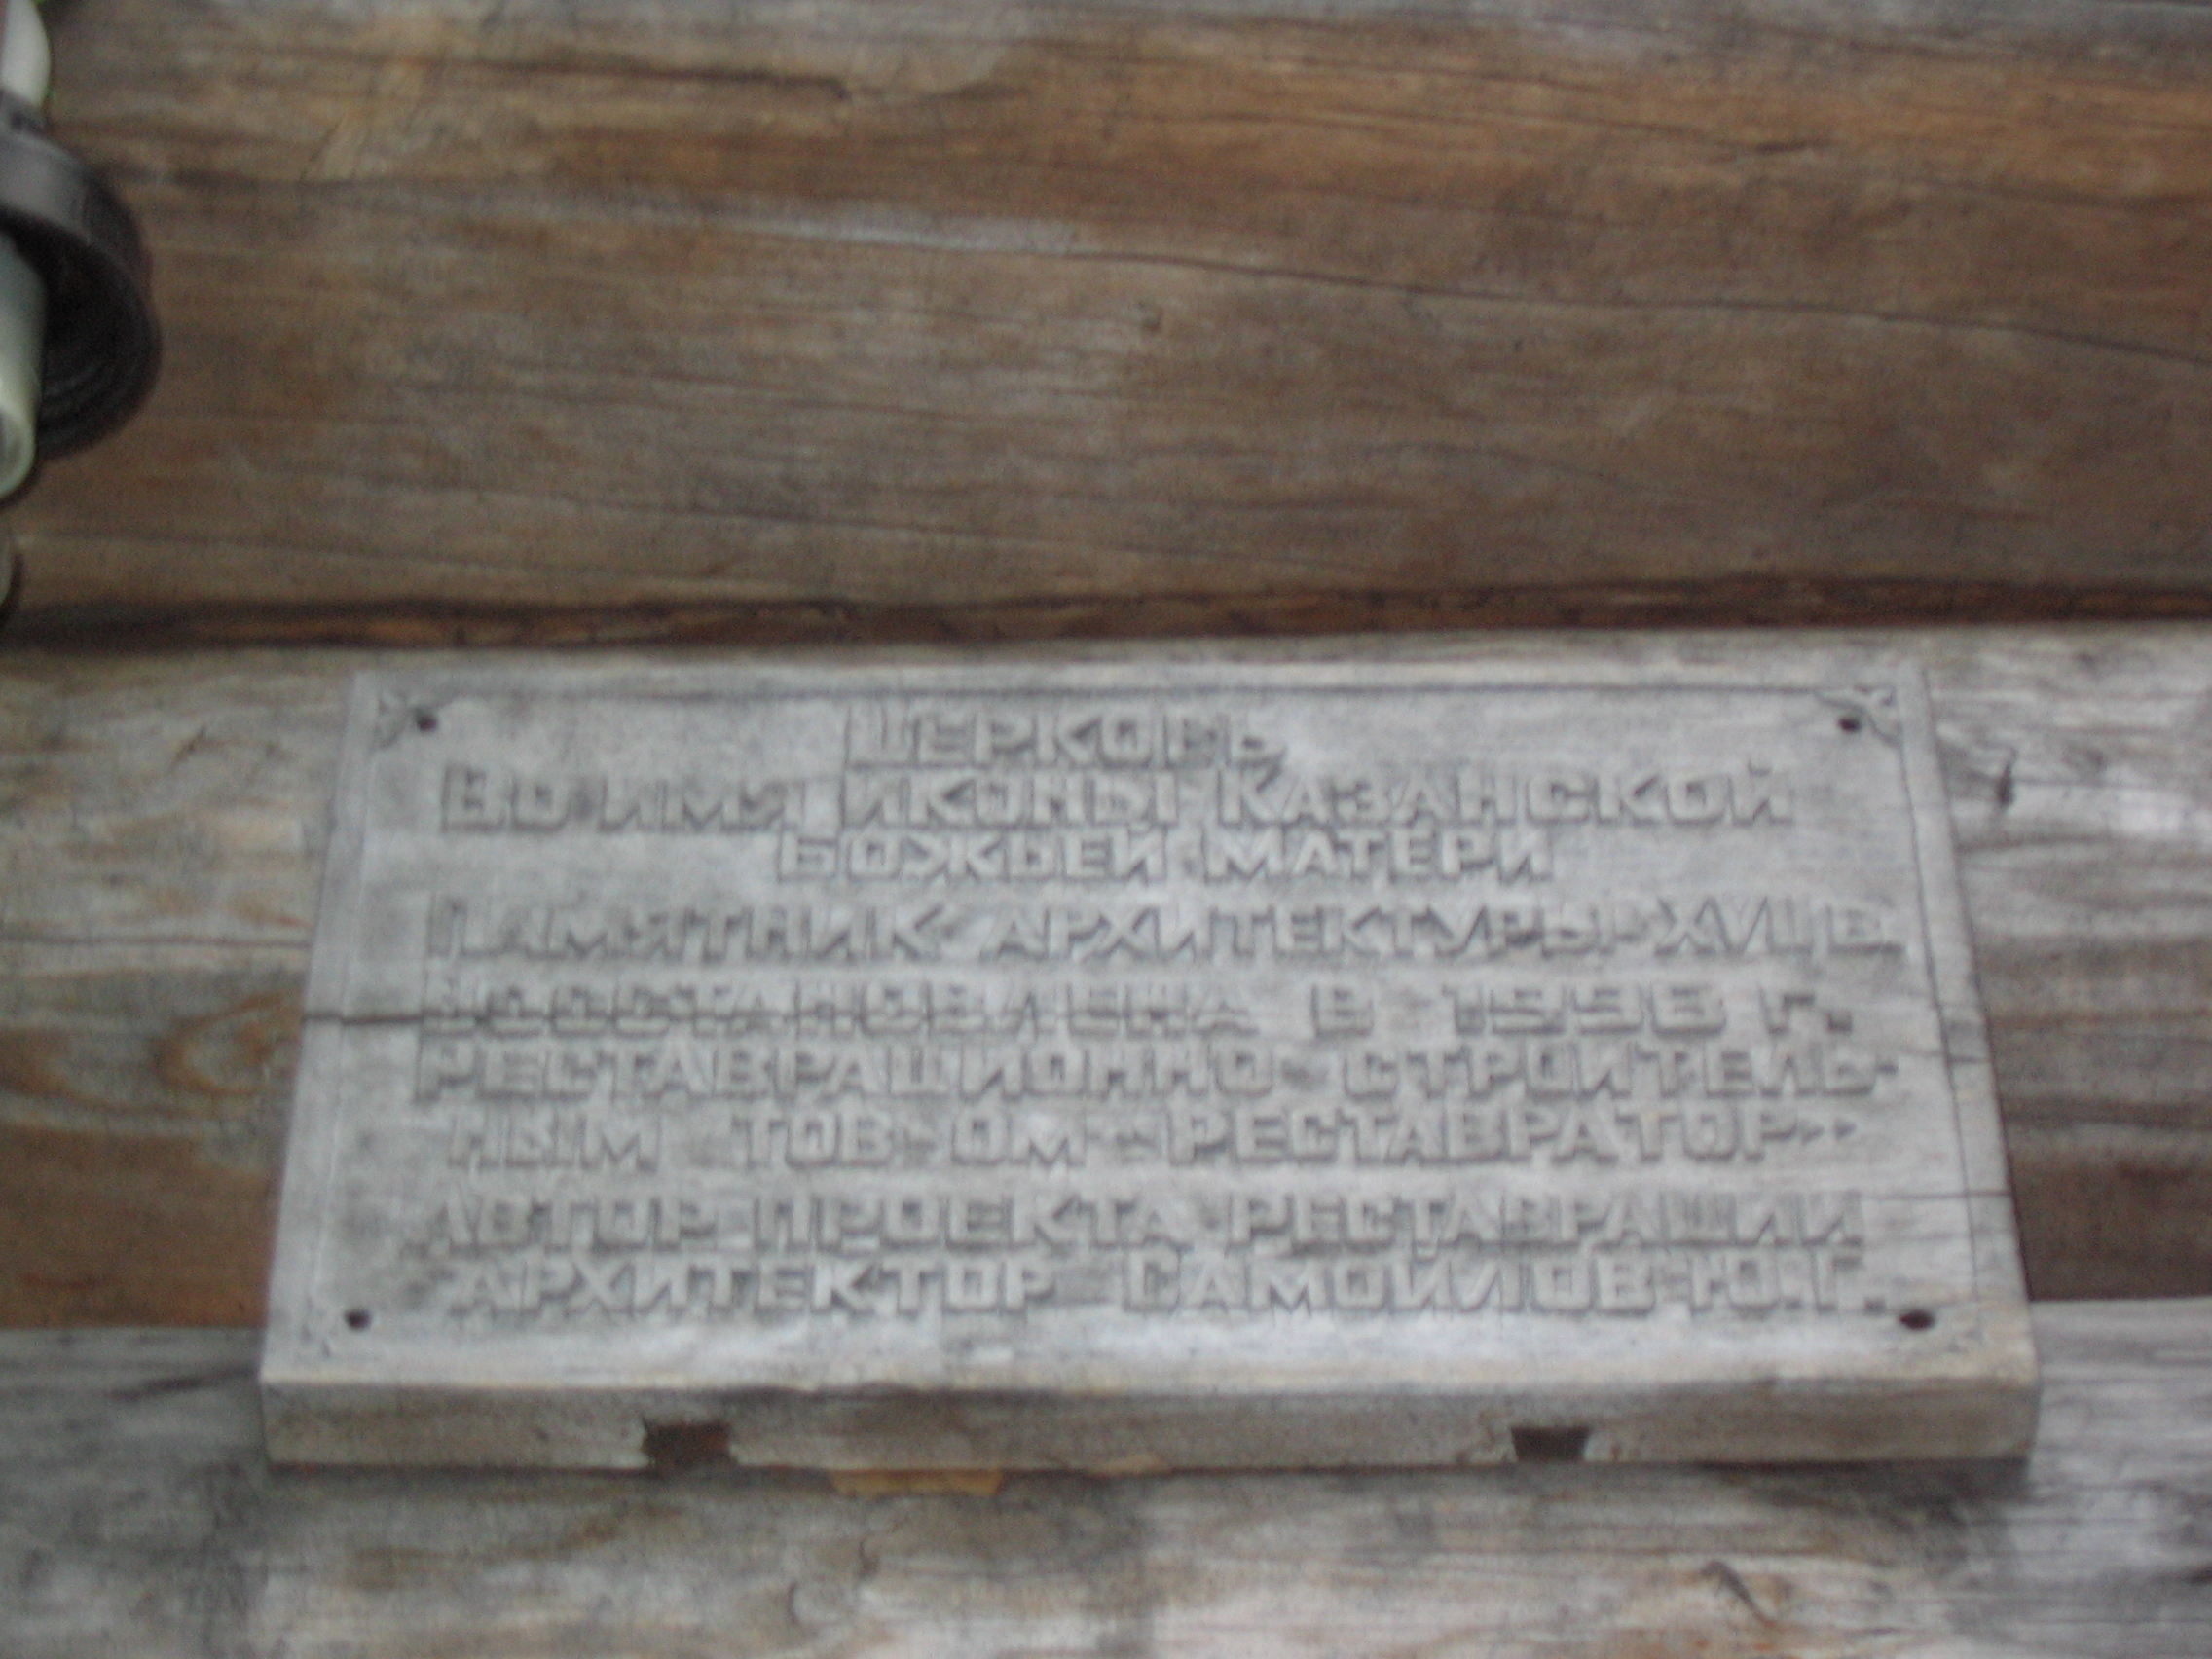 Церковь
Во имя иконы Казанской
Божьей Матери
Памятник архитектуры XVII в.
Восстановлена в г.
Реставрационно-строитель-
ным тов-ом «Реставратор»
Автор проекта реставрации
архитектор Самойлов Ю.Г.